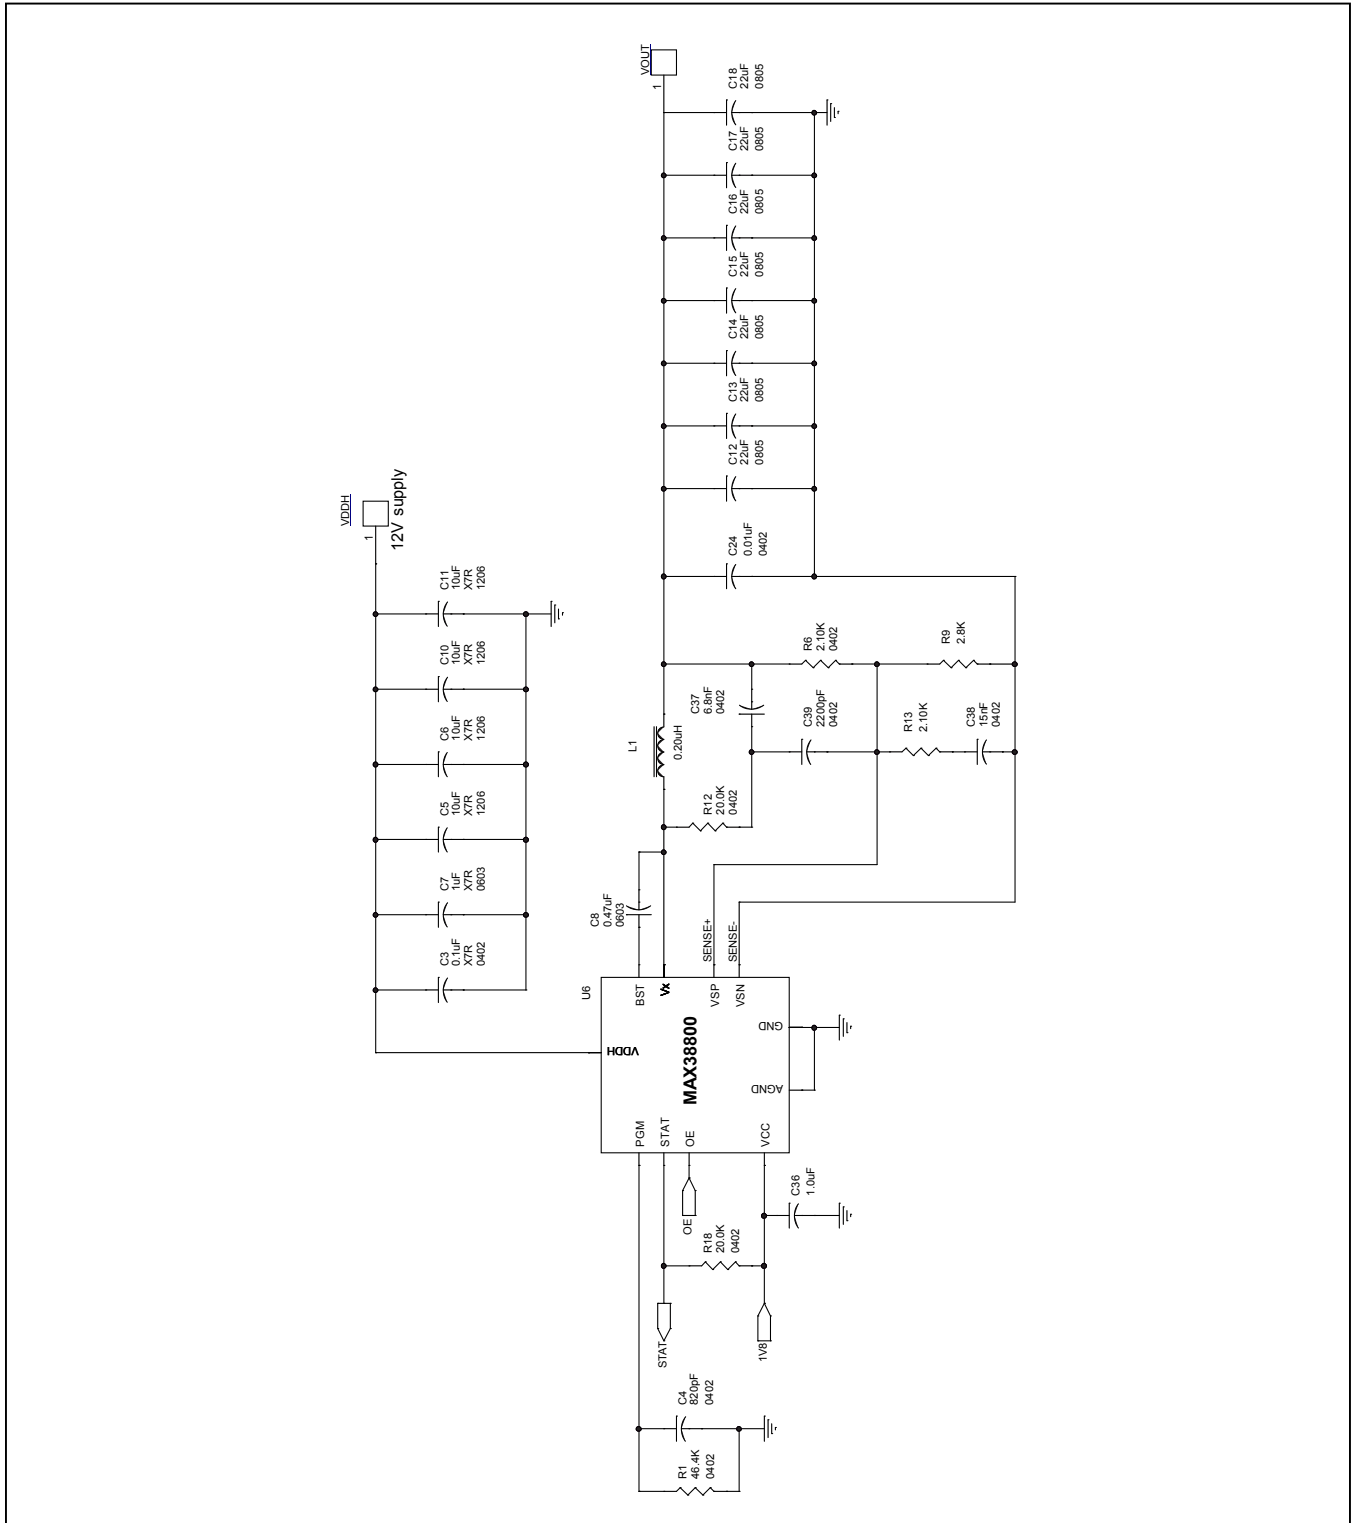 VDDH
1
12V supply
C11
10uF
X7R
1206
C10
10uF
X7R
1206
C6
10uF
X7R
1206
C5
10uF
X7R
1206
C7
1uF
X7R
0603
C3
0.1uF
X7R
0402
VOUT
1
C18
22uF
0805
C17
22uF
0805
C16
22uF
0805
C15
22uF
0805
C14
22uF
0805
C13
22uF
0805
C12
22uF
0805
C24
0.01uF
0402
L1
0.20uH
R6
2.10K
0402
R9
2.8K
C37
6.8nF
0402
C39
2200pF
0402
R13
2.10K
C38
15nF
0402
R12
20.0K
0402
C8
0.47uF
0603
SENSE+
SENSE-
U6
BST
Vx
VSP
VSN
VDDH
MAX38800
GND
AGND
PGM
STAT
OE
VCC
OE
C36
1.0uF
R18
20.0K
0402
STAT
1V8
C4
820pF
0402
R1
46.4K
0402